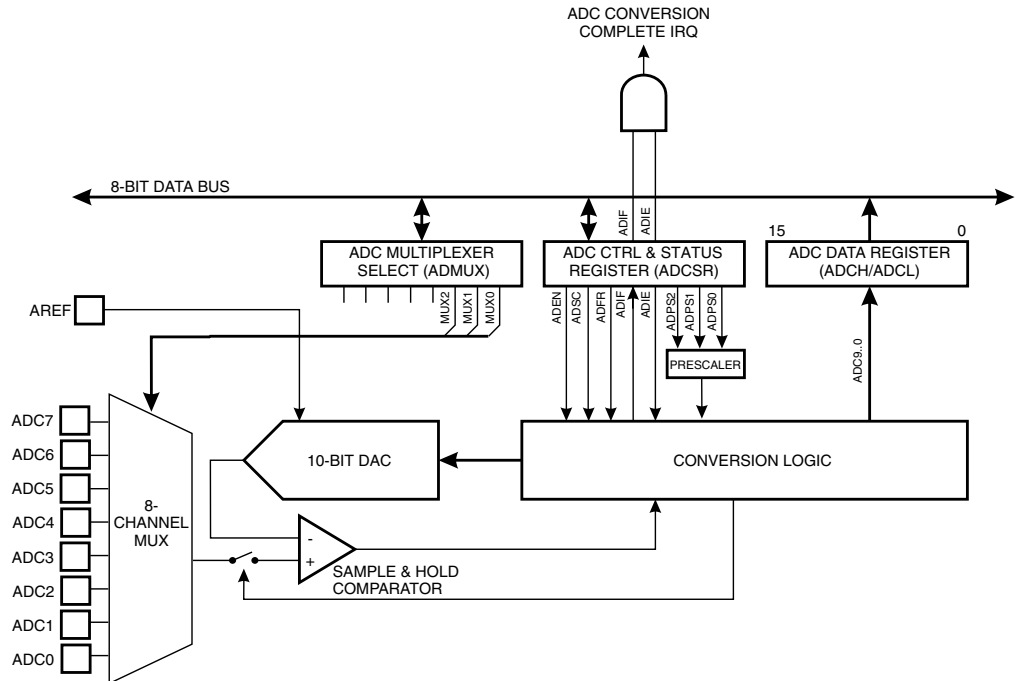 ADC CONVERSION
COMPLETE IRQ
8-BIT DATA BUS
ADIF
ADIE
15
0
ADC MULTIPLEXER
SELECT (ADMUX)
ADC CTRL & STATUS
REGISTER (ADCSR)
ADC DATA REGISTER
(ADCH/ADCL)
MUX2
MUX1
MUX0
ADEN
ADSC
ADFR
ADIF
ADIE
ADPS2
ADPS1
ADPS0
AREF
PRESCALER
ADC9..0
ADC7
ADC6
ADC5
ADC4
ADC3
ADC2
ADC1
ADC0
8-
CHANNEL
MUX
10-BIT DAC
CONVERSION LOGIC
-
+
SAMPLE & HOLD
COMPARATOR